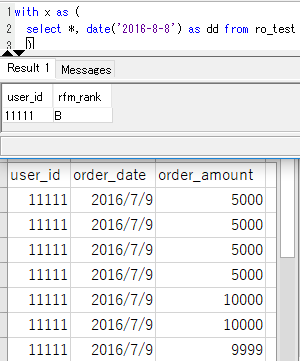 1 with x as (
2 select *, date('2016-8-8') as dd from ro_test
3 )
Result 1 Messages
user_id rfm_rank
11111 B
user_id order_date order_amount
11111 2016/7/9 5000
11111 2016/7/9 5000
11111 2016/7/9 5000
11111 2016/7/9 5000
11111 2016/7/9 10000
11111 2016/7/9 10000
11111 2016/7/9 9999